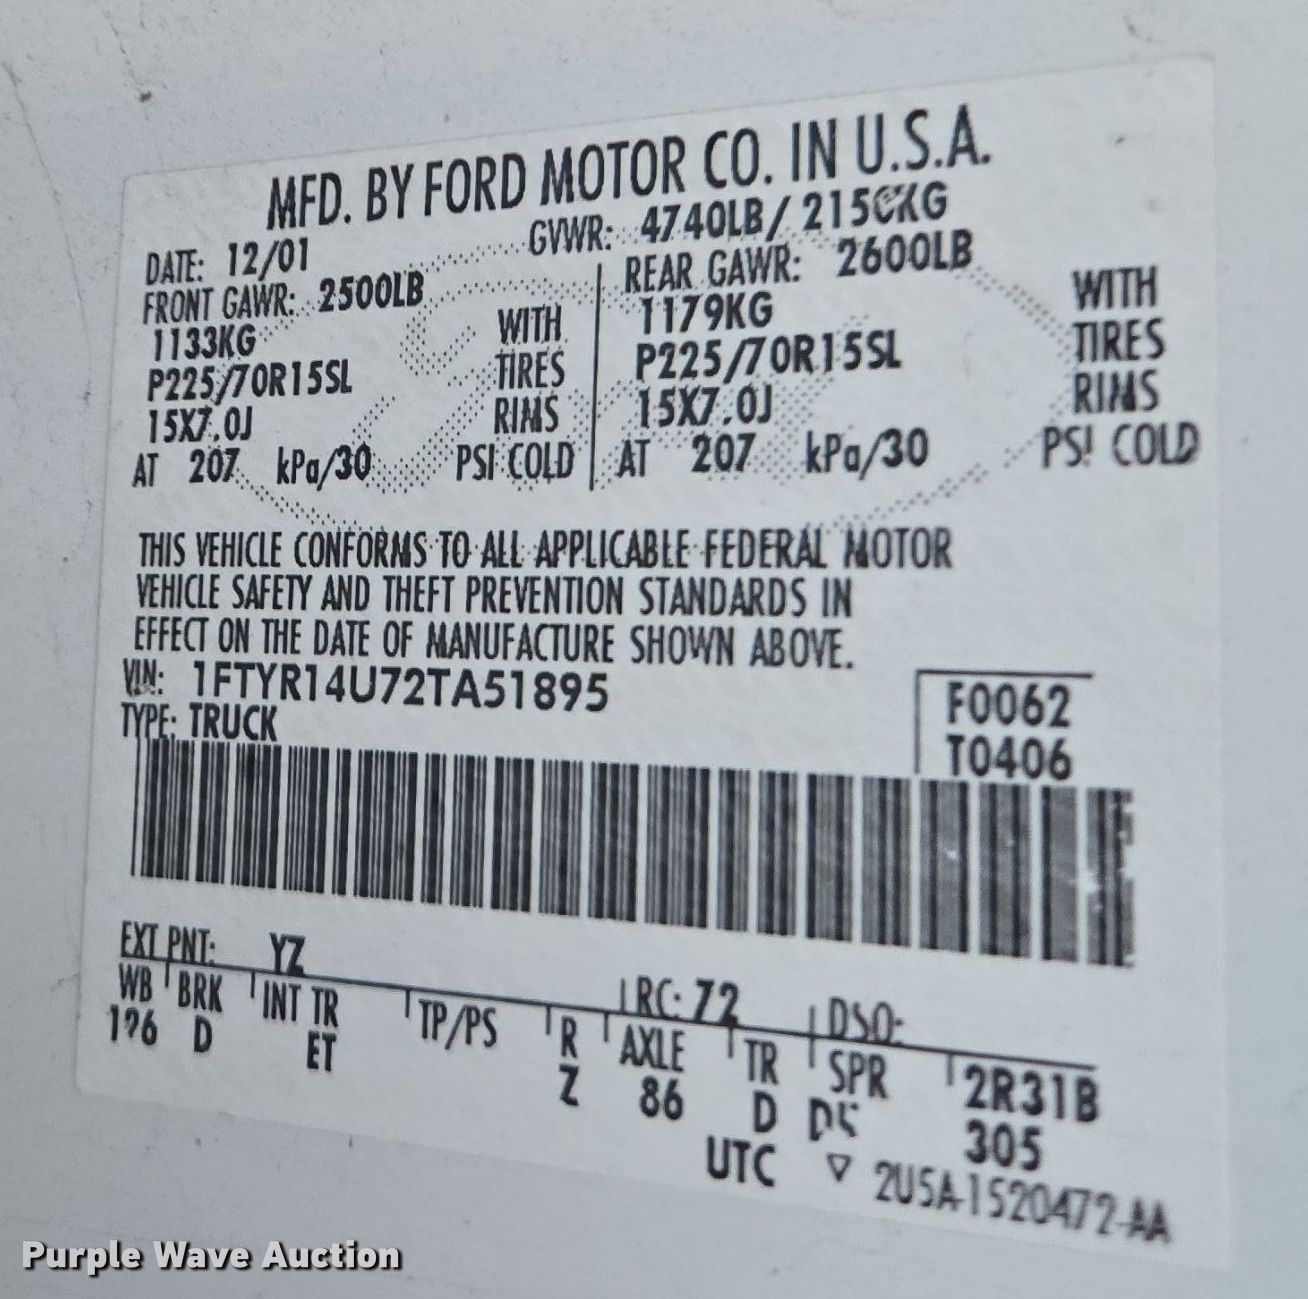 MFD. BY FORD MOTOR CO. IN U.S.A.
DATE: 12/01 GVWR: 4740LB/ 2150KG
FRONT GAWR: 2500LB REAR GAWR: 2600LB
1133KG WITH 1179KG WITH
P225/70R15SL TIRES P225/70R15SL TIRES
15X7.0J RIMS 15X7.0J RIMS
AT 207 kPa/30 PSI COLD AT 207 kPa/30 PSI COLD
THIS VEHICLE CONFORMS TO ALL APPLICABLE FEDERAL MOTOR
VEHICLE SAFETY AND THEFT PREVENTION STANDARDS IN
EFFECT ON THE DATE OF MANUFACTURE SHOWN ABOVE.
VIN: 1FTYR14U72TA51895 F0062
TYPE: TRUCK T0406
EXT PNT: YZ RC: 72 DSO:
WB BRK INT TR TP/PS R AXLE TR SPR 2R31B
D ET Z 86 D 305
UTC ▽ 2U5A-1520472-AA
Purple Wave Auction